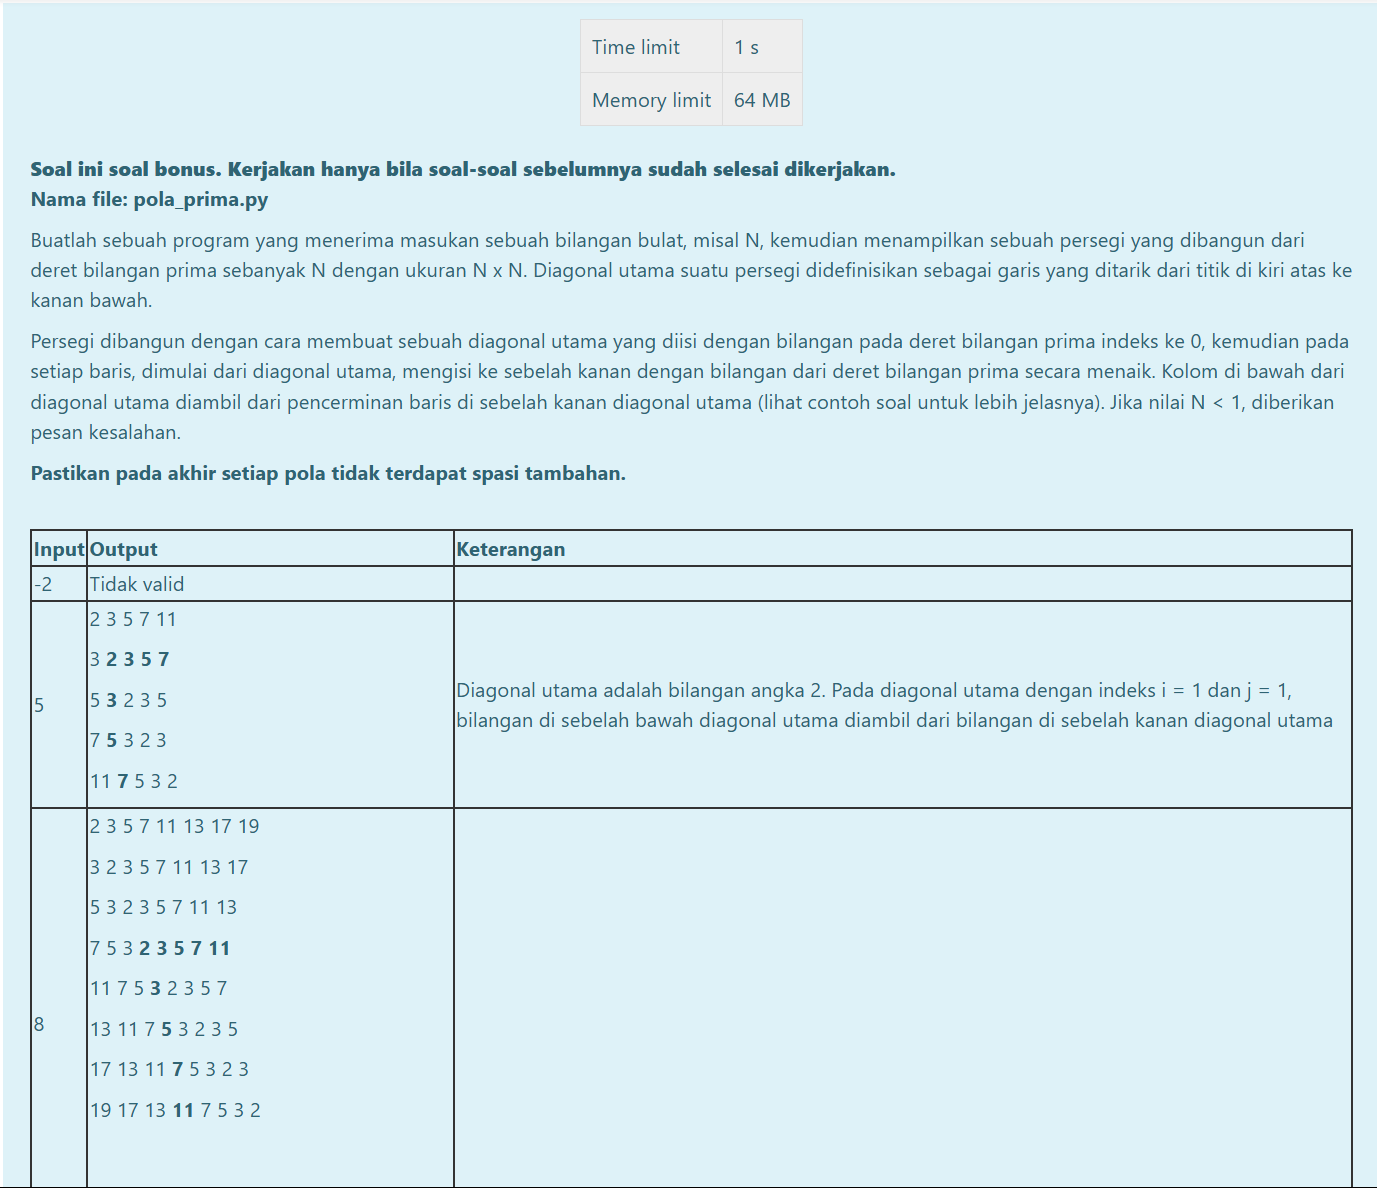 Time limit 1 s
Memory limit 64 MB
Soal ini soal bonus. Kerjakan hanya bila soal-soal sebelumnya sudah selesai dikerjakan.
Nama file: pola_prima.py
Buatlah sebuah program yang menerima masukan sebuah bilangan bulat, misal N, kemudian menampilkan sebuah persegi yang dibangun dari
deret bilangan prima sebanyak N dengan ukuran N x N. Diagonal utama suatu persegi didefinisikan sebagai garis yang ditarik dari titik di kiri atas ke
kanan bawah.
Persegi dibangun dengan cara membuat sebuah diagonal utama yang diisi dengan bilangan pada deret bilangan prima indeks ke 0, kemudian pada
setiap baris, dimulai dari diagonal utama, mengisi ke sebelah kanan dengan bilangan dari deret bilangan prima secara menaik. Kolom di bawah dari
diagonal utama diambil dari pencerminan baris di sebelah kanan diagonal utama (lihat contoh soal untuk lebih jelasnya). Jika nilai N < 1, diberikan
pesan kesalahan.
Pastikan pada akhir setiap pola tidak terdapat spasi tambahan.
Input Output Keterangan
-2 Tidak valid
5
2 3 5 7 11
3 2 3 5 7
5 3 2 3 5
7 5 3 2 3
11 7 5 3 2
Diagonal utama adalah bilangan angka 2. Pada diagonal utama dengan indeks i = 1 dan j = 1,
bilangan di sebelah bawah diagonal utama diambil dari bilangan di sebelah kanan diagonal utama
8
2 3 5 7 11 13 17 19
3 2 3 5 7 11 13 17
5 3 2 3 5 7 11 13
7 5 3 2 3 5 7 11
11 7 5 3 2 3 5 7
13 11 7 5 3 2 3 5
17 13 11 7 5 3 2 3
19 17 13 11 7 5 3 2